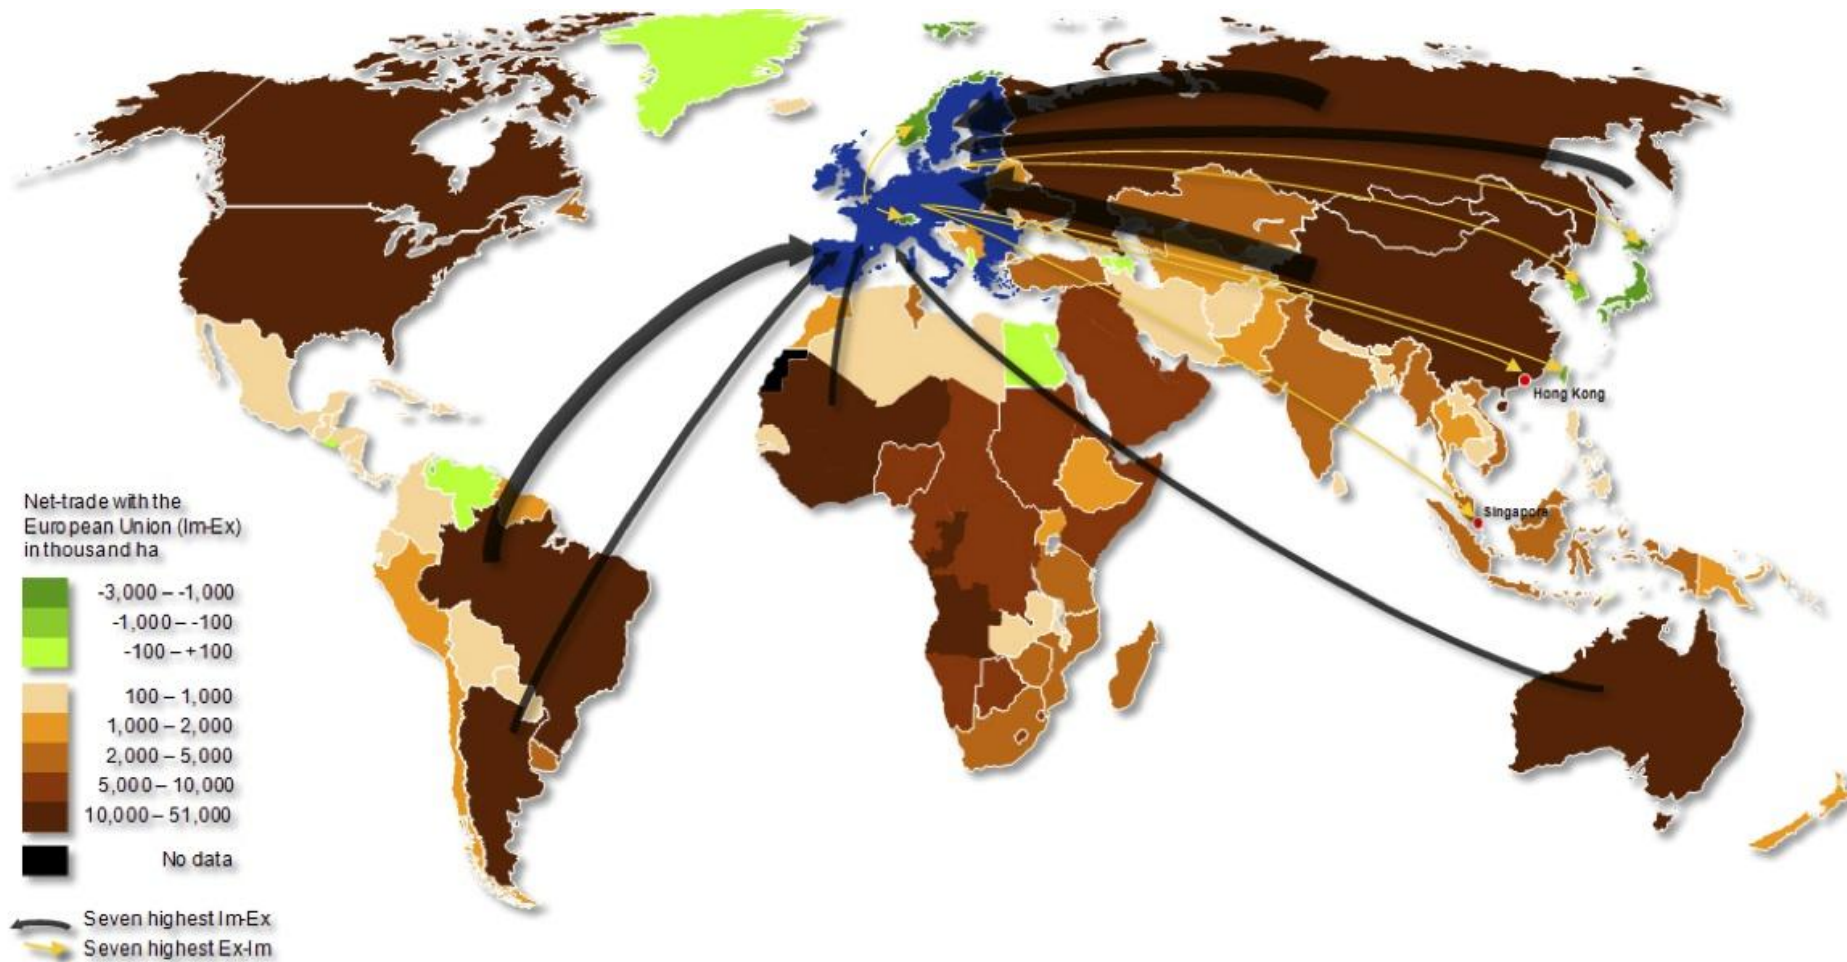 Hong Kong
Singapore
Net-trade with the
European Union (Im-Ex)
in thousand ha
-3,000 – -1,000
-1,000 – -100
-100 – +100
100 – 1,000
1,000 – 2,000
2,000 – 5,000
5,000 – 10,000
10,000 – 51,000
No data
Seven highest Im-Ex
Seven highest Ex-Im